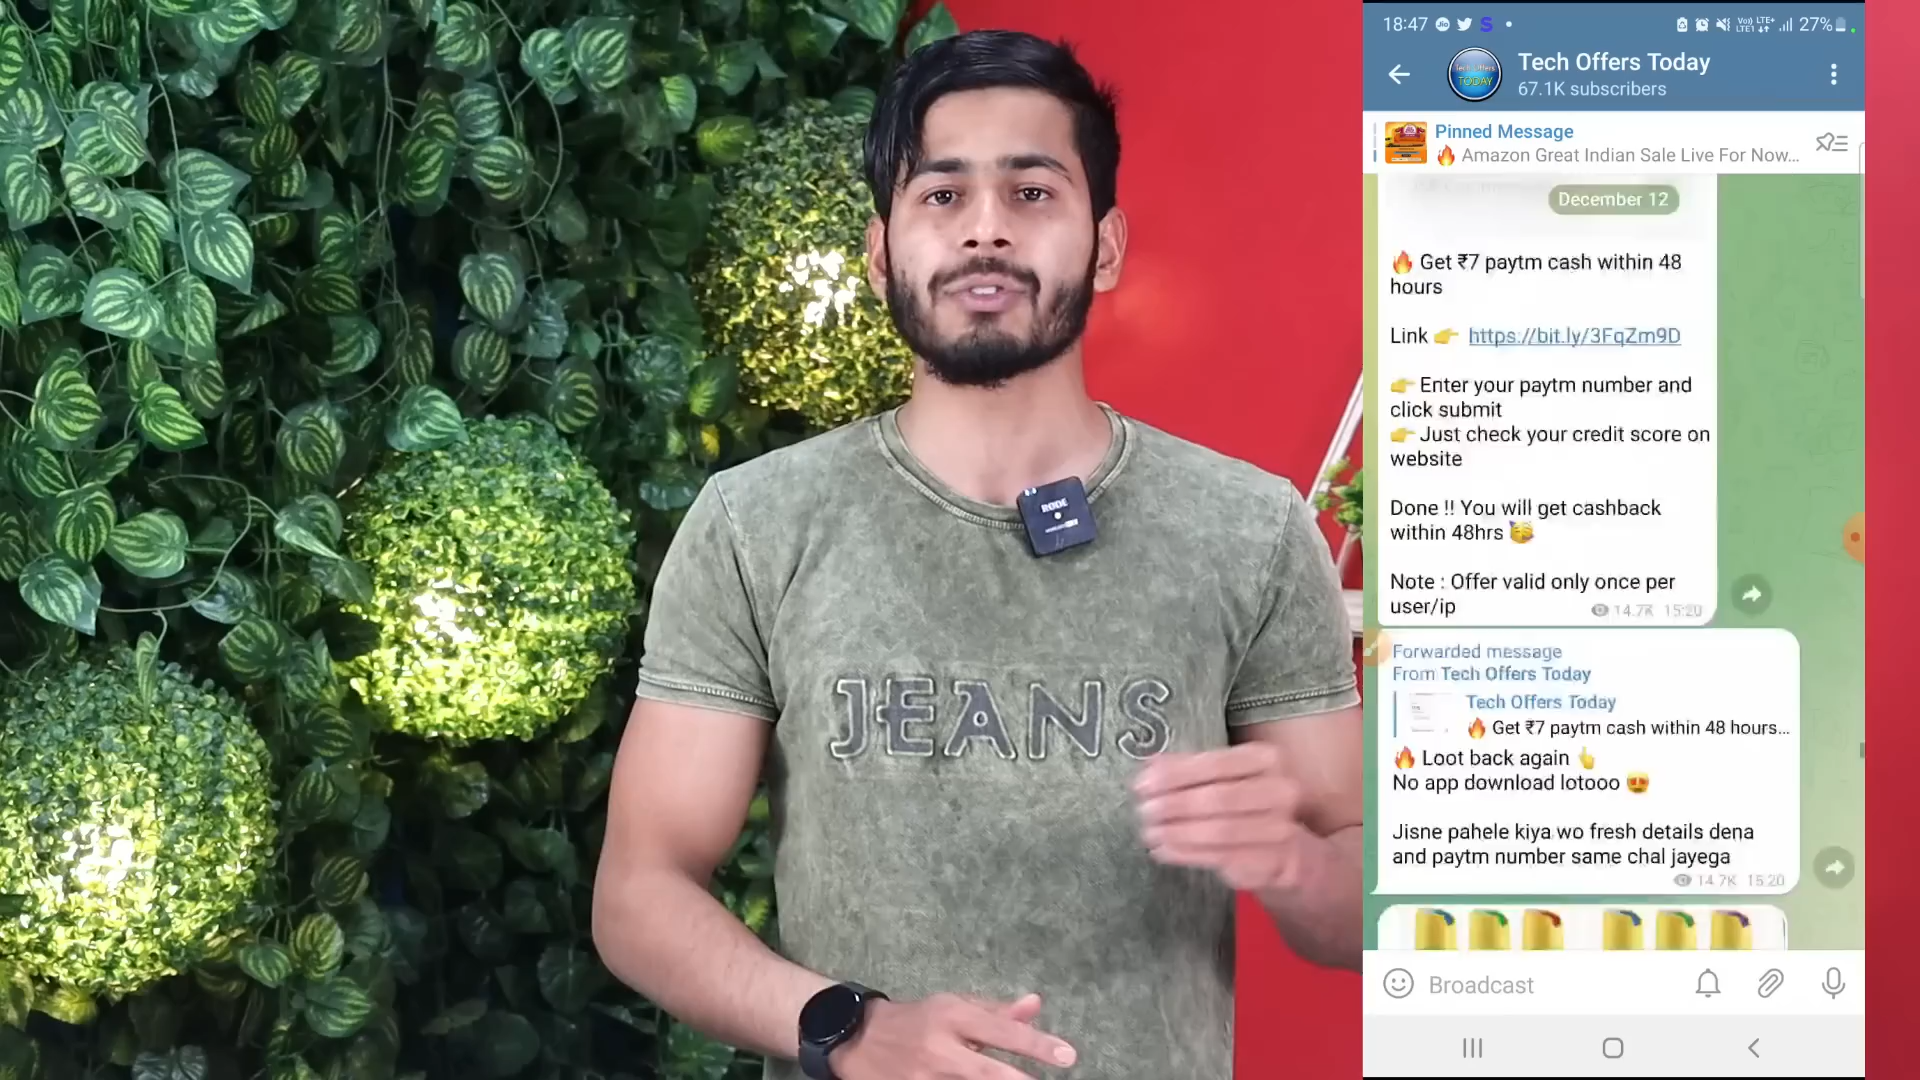 18:47
27%
Tech Offers Today
67.1K subscribers
Pinned Message
🔥 Amazon Great Indian Sale Live For Now...
December 12
🔥 Get ₹7 paytm cash within 48
hours
Link 👉 https://bit.ly/3FqZm9D
👉 Enter your paytm number and
click submit
👉 Just check your credit score on
website
Done !! You will get cashback
within 48hrs 🥳
Note : Offer valid only once per
user/ip
14.7K 15:20
Forwarded message
From Tech Offers Today
Tech Offers Today
🔥 Get ₹7 paytm cash within 48 hours...
🔥 Loot back again 👆
No app download lotooo 😍
Jisne pahele kiya wo fresh details dena
and paytm number same chal jayega
14.7K 15:20
Broadcast
RODE
JEANS